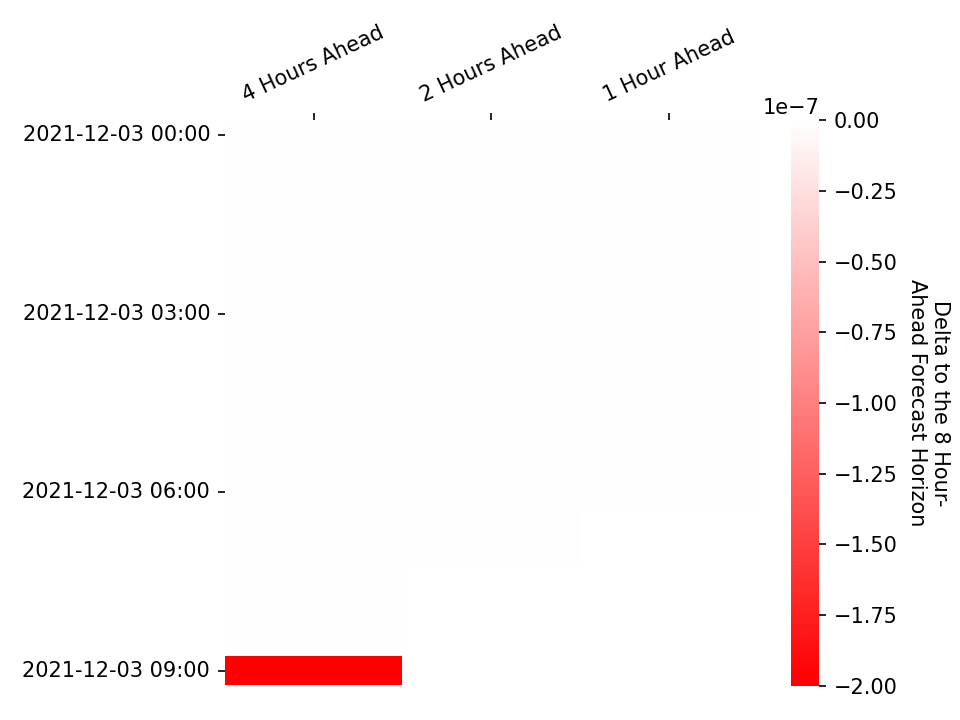 4 Hours Ahead
2 Hours Ahead
1 Hour Ahead
1e−7
2021-12-03 00:00
2021-12-03 03:00
2021-12-03 06:00
2021-12-03 09:00
0.00
−0.25
−0.50
−0.75
−1.00
−1.25
−1.50
−1.75
−2.00
Delta to the 8 Hour-
Ahead Forecast Horizon